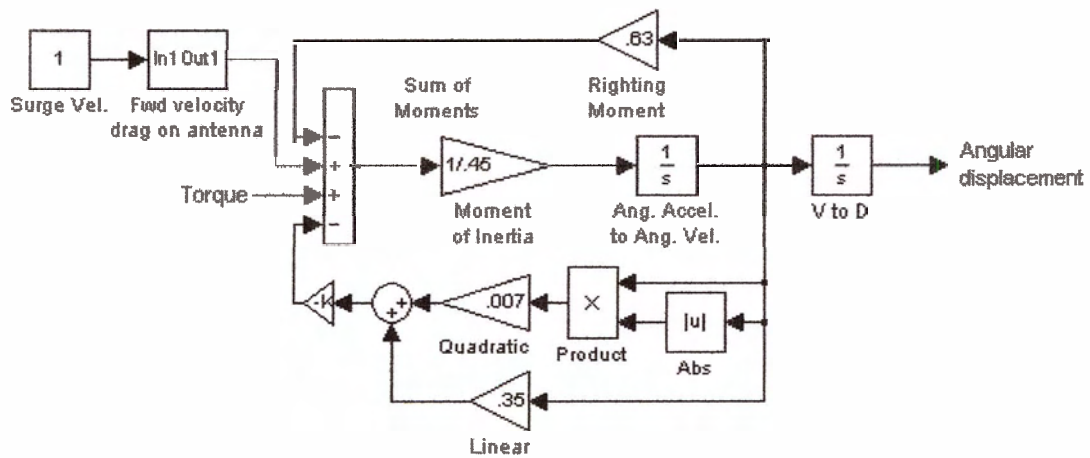 .63
1
In1 Out1
Surge Vel.
Fwd velocity
drag on antenna
Sum of
Moments
Righting
Moment
−
+
+
−
Torque
1/.45
Moment
of Inertia
1
s
Ang. Accel.
to Ang. Vel.
1
s
V to D
Angular
displacement
-K
+
+
.007
Quadratic
×
Product
|u|
Abs
.35
Linear